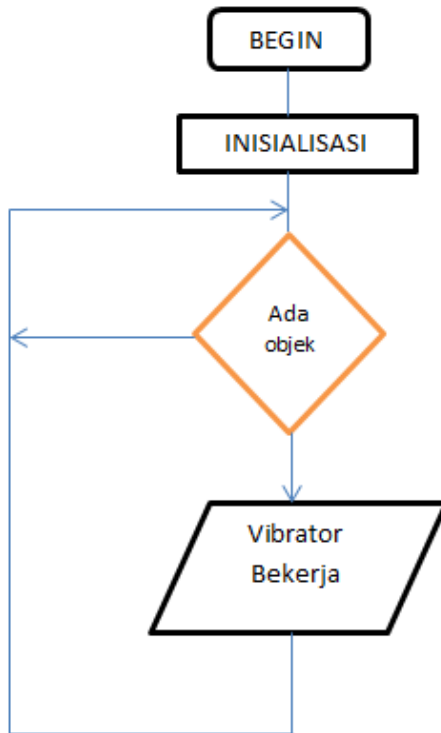 BEGIN
INISIALISASI
Ada
objek
Vibrator
Bekerja